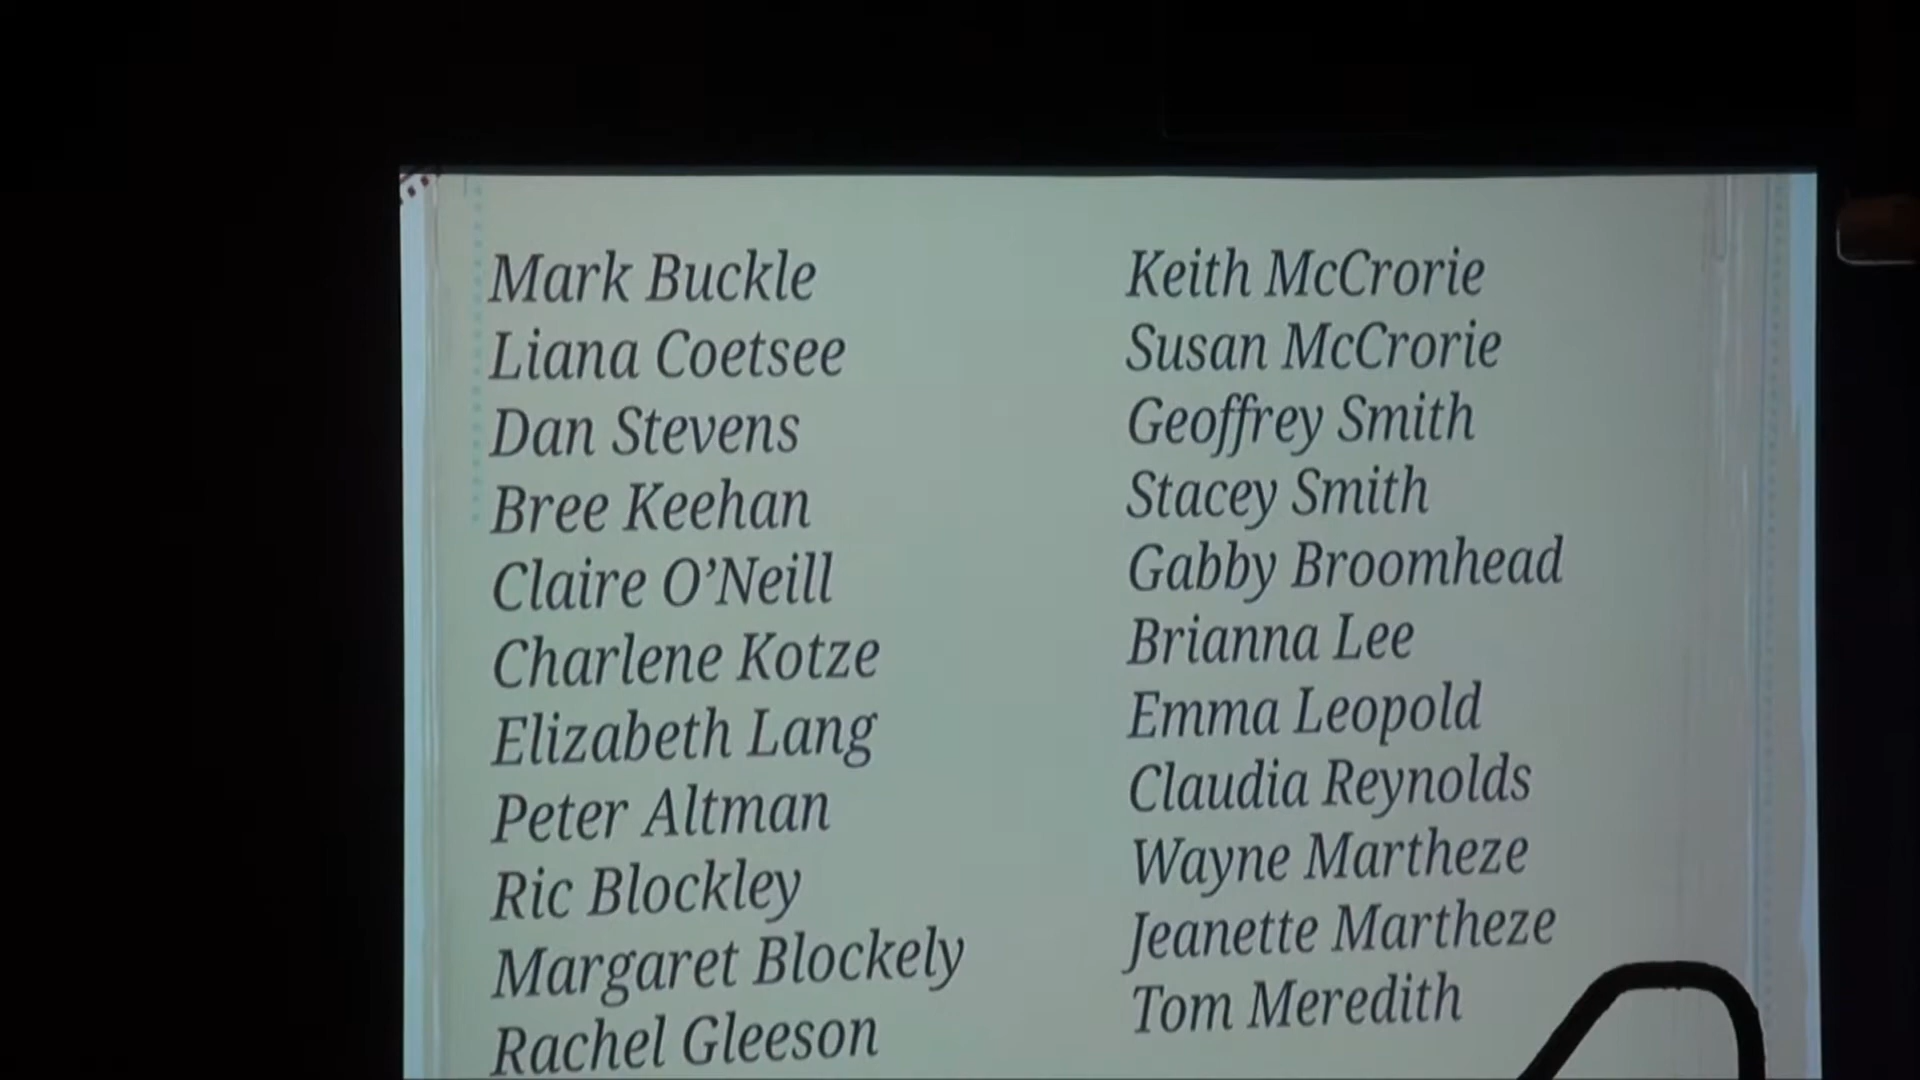 Mark Buckle
Liana Coetsee
Dan Stevens
Bree Keehan
Claire O’Neill
Charlene Kotze
Elizabeth Lang
Peter Altman
Ric Blockley
Margaret Blockely
Rachel Gleeson
Keith McCrorie
Susan McCrorie
Geoffrey Smith
Stacey Smith
Gabby Broomhead
Brianna Lee
Emma Leopold
Claudia Reynolds
Wayne Martheze
Jeanette Martheze
Tom Meredith